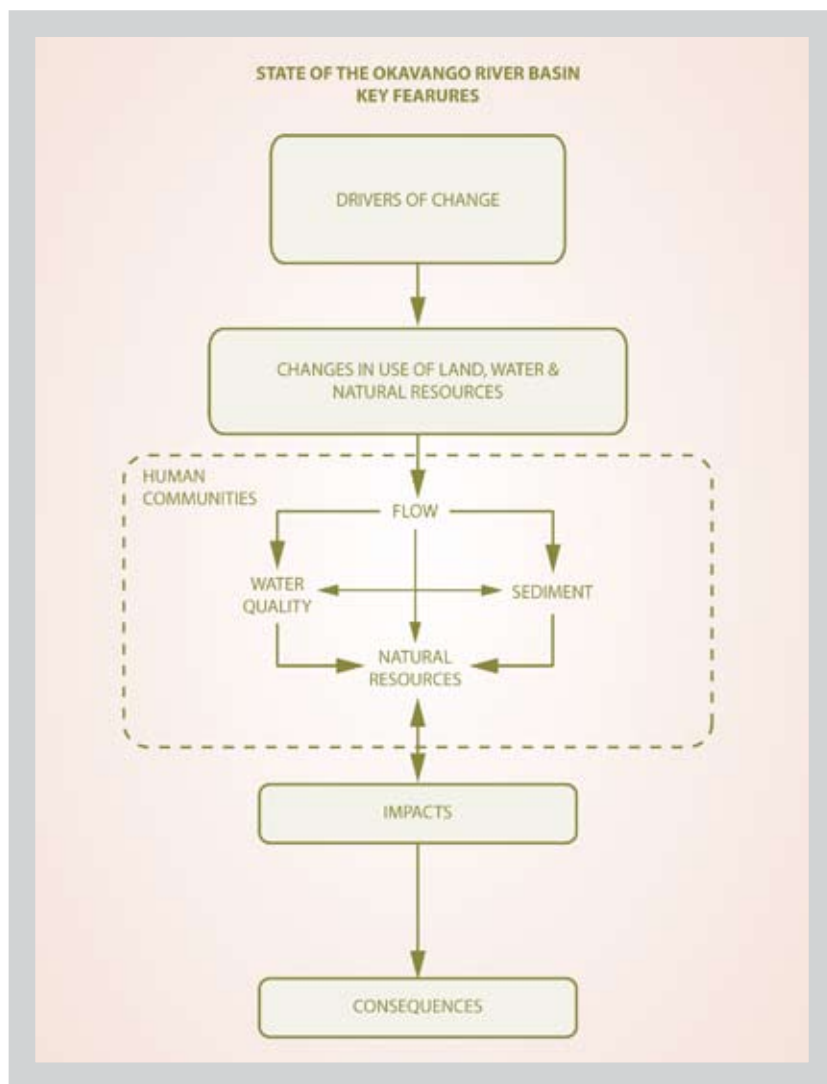 STATE OF THE OKAVANGO RIVER BASIN
KEY FEARURES
DRIVERS OF CHANGE
CHANGES IN USE OF LAND, WATER &
NATURAL RESOURCES
HUMAN
COMMUNITIES
FLOW
WATER
QUALITY
SEDIMENT
NATURAL
RESOURCES
IMPACTS
CONSEQUENCES